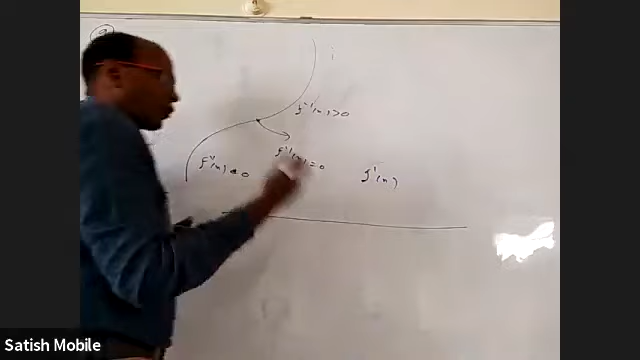 f''(x) > 0
f''(x) = 0
f''(x) < 0
f'(x)
Satish Mobile